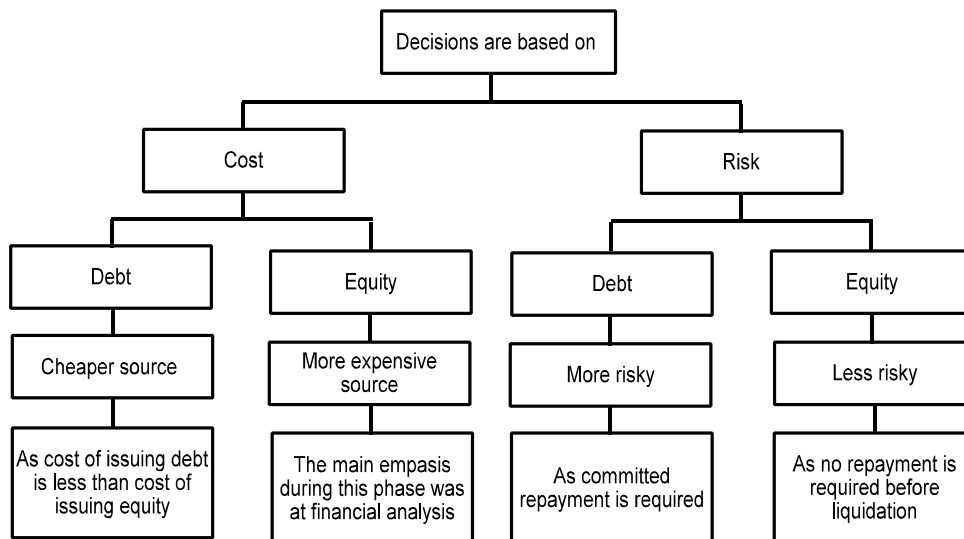 Decisions are based on
Cost
Risk
Debt
Equity
Debt
Equity
Cheaper source
More expensive
source
More risky
Less risky
As cost of issuing debt
is less than cost of
issuing equity
The main empasis
during this phase was
at financial analysis
As committed
repayment is required
As no repayment is
required before
liquidation